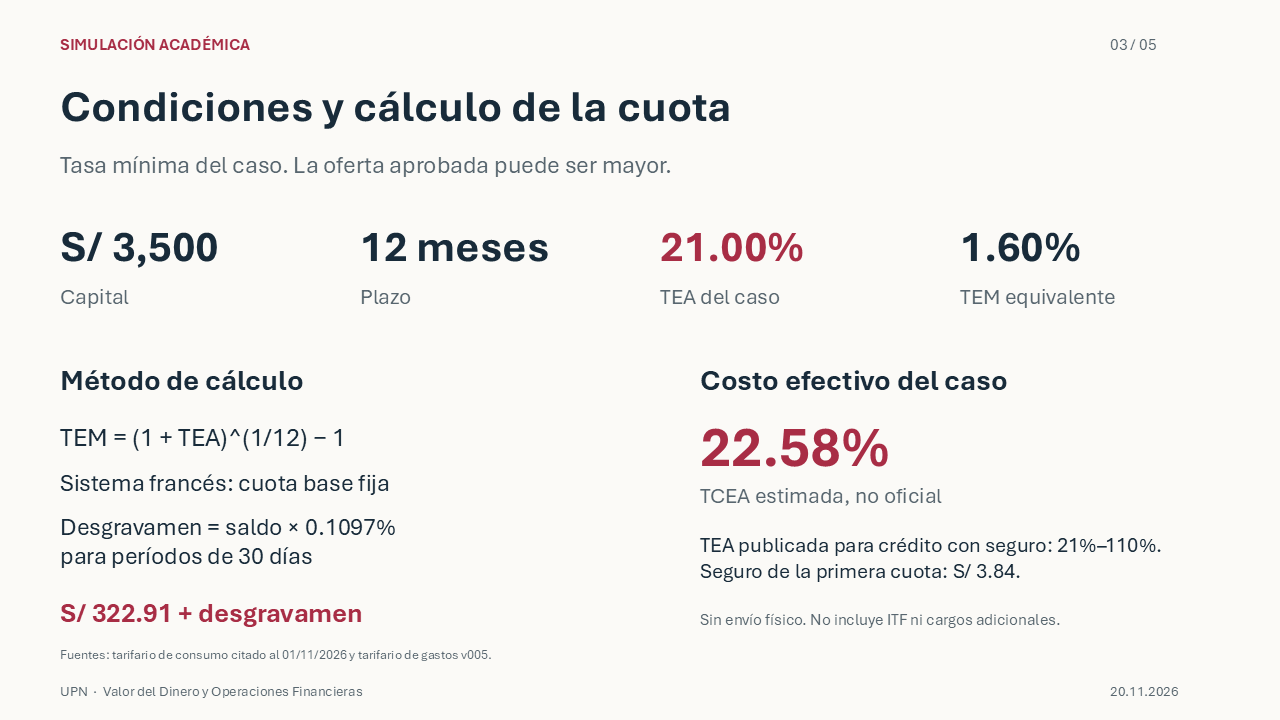 SIMULACIÓN ACADÉMICA
03 / 05
Condiciones y cálculo de la cuota
Tasa mínima del caso. La oferta aprobada puede ser mayor.
S/ 3,500
Capital
12 meses
Plazo
21.00%
TEA del caso
1.60%
TEM equivalente
Método de cálculo
TEM = (1 + TEA)^(1/12) − 1
Sistema francés: cuota base fija
Desgravamen = saldo × 0.1097%
para períodos de 30 días
S/ 322.91 + desgravamen
Fuentes: tarifario de consumo citado al 01/11/2026 y tarifario de gastos v005.
Costo efectivo del caso
22.58%
TCEA estimada, no oficial
TEA publicada para crédito con seguro: 21%–110%.
Seguro de la primera cuota: S/ 3.84.
Sin envío físico. No incluye ITF ni cargos adicionales.
UPN · Valor del Dinero y Operaciones Financieras
20.11.2026